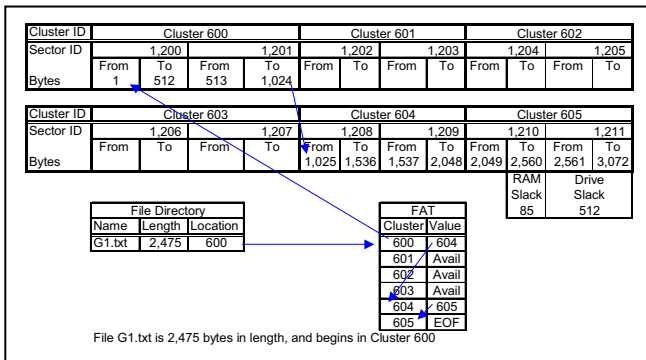 Cluster ID Cluster 600 Cluster 601 Cluster 602
Sector ID 1,200 1,201 1,202 1,203 1,204 1,205
From To From To From To From To From To From To
Bytes 1 512 513 1,024
Cluster ID Cluster 603 Cluster 604 Cluster 605
Sector ID 1,206 1,207 1,208 1,209 1,210 1,211
From To From To From To From To From To From To
Bytes 1,025 1,536 1,537 2,048 2,049 2,560 2,561 3,072
RAM Drive
Slack Slack
85 512
File Directory FAT
Name Length Location Cluster Value
G1.txt 2,475 600 600 604
601 Avail
602 Avail
603 Avail
604 605
605 EOF
File G1.txt is 2,475 bytes in length, and begins in Cluster 600